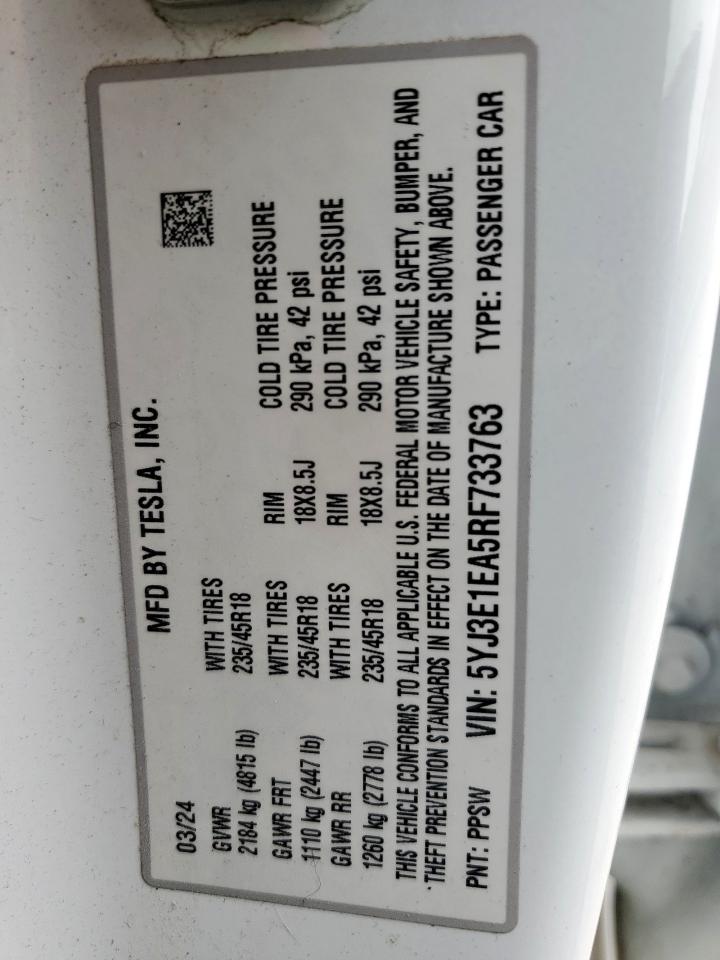 MFD BY TESLA, INC.
03/24
GVWR WITH TIRES
2184 kg (4815 lb) 235/45R18
GAWR FRT WITH TIRES RIM COLD TIRE PRESSURE
1110 kg (2447 lb) 235/45R18 18X8.5J 290 kPa, 42 psi
GAWR RR WITH TIRES RIM COLD TIRE PRESSURE
1260 kg (2778 lb) 235/45R18 18X8.5J 290 kPa, 42 psi
THIS VEHICLE CONFORMS TO ALL APPLICABLE U.S. FEDERAL MOTOR VEHICLE SAFETY, BUMPER, AND
THEFT PREVENTION STANDARDS IN EFFECT ON THE DATE OF MANUFACTURE SHOWN ABOVE.
PNT: PPSW VIN: 5YJ3E1EA5RF733763 TYPE: PASSENGER CAR